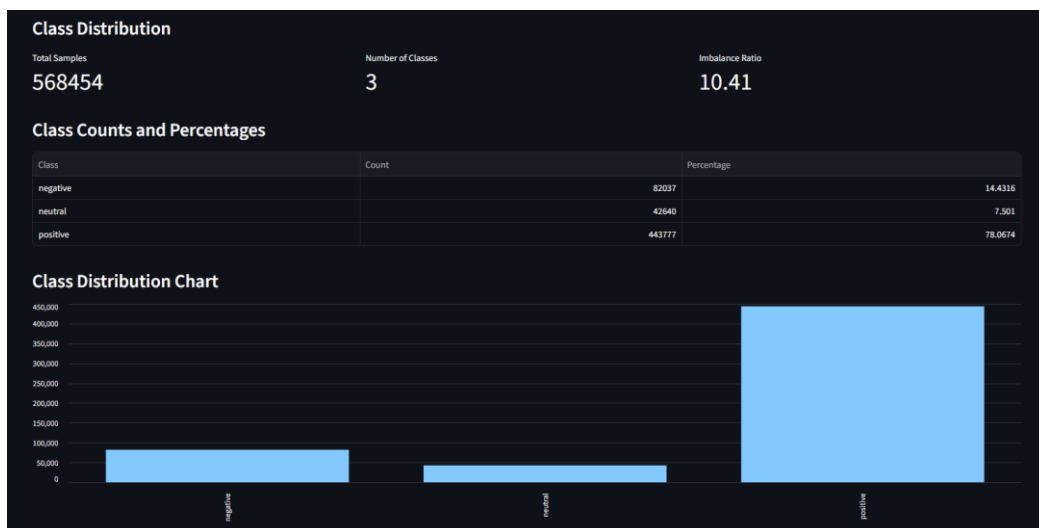 Class Distribution
Total Samples Number of Classes Imbalance Ratio
568454 3 10.41
Class Counts and Percentages
Class Count Percentage
negative 82037 14.4316
neutral 42640 7.501
positive 443777 78.0674
Class Distribution Chart
450,000
400,000
350,000
300,000
250,000
200,000
150,000
100,000
50,000
0
negative neutral positive